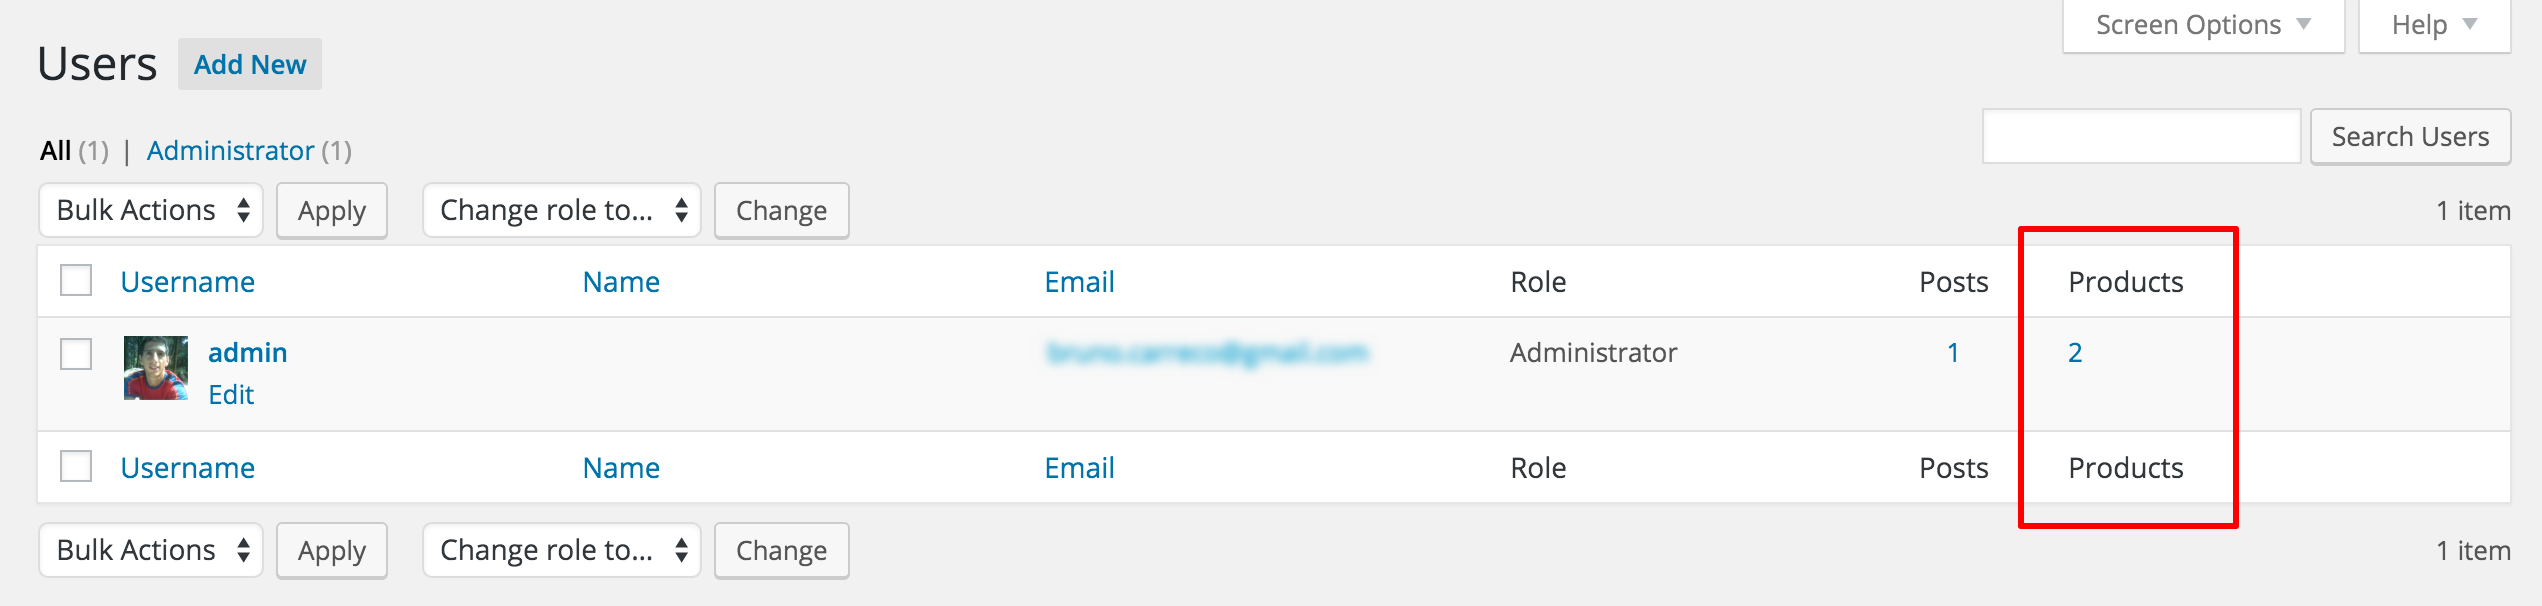 Screen Options Help
Users Add New
Search Users
All (1) | Administrator (1)
Bulk Actions Apply Change role to... Change 1 item
Username Name Email Role Posts Products
admin Administrator 1 2
Edit
Username Name Email Role Posts Products
Bulk Actions Apply Change role to... Change 1 item